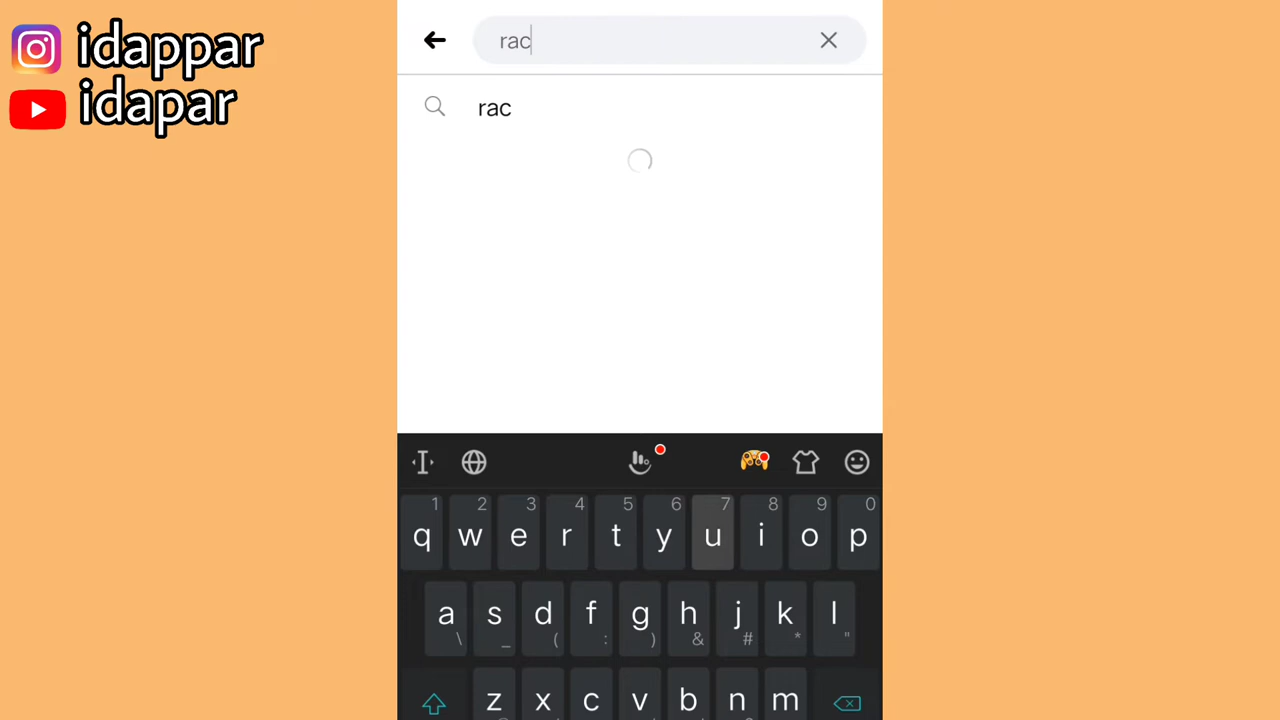 idappar
idapar
rac
rac
1 2 3 4 5 6 7 8 9 0
q w e r t y u i o p
a s d f g h j k l
\ _ ( : ) & # * "
z x c v b n m